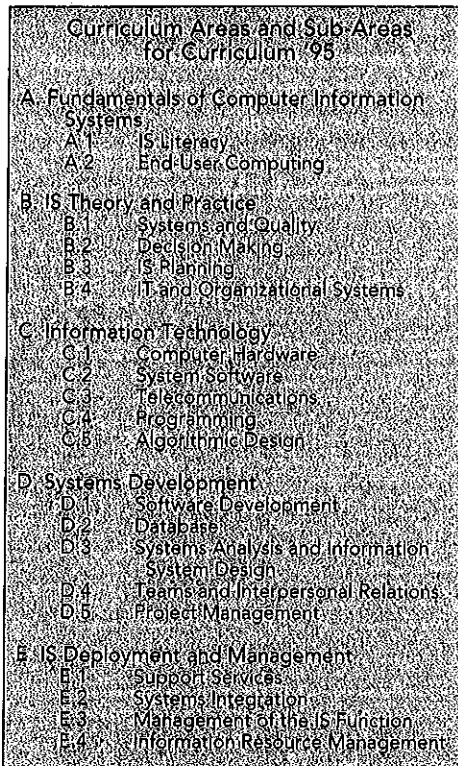 Curriculum Areas and Sub-Areas
for Curriculum '95
A. Fundamentals of Computer Information
Systems
A.1 IS Literacy
A.2 End-User Computing
B. IS Theory and Practice
B.1 Systems and Quality
B.2 Decision Making
B.3 IS Planning
B.4 IT and Organizational Systems
C. Information Technology
C.1 Computer Hardware
C.2 System Software
C.3 Telecommunications
C.4 Programming
C.5 Algorithmic Design
D. Systems Development
D.1 Software Development
D.2 Database
D.3 Systems Analysis and Information
System Design
D.4 Teams and Interpersonal Relations
D.5 Project Management
E. IS Deployment and Management
E.1 Support Services
E.2 Systems Integration
E.3 Management of the IS Function
E.4 Information Resource Management